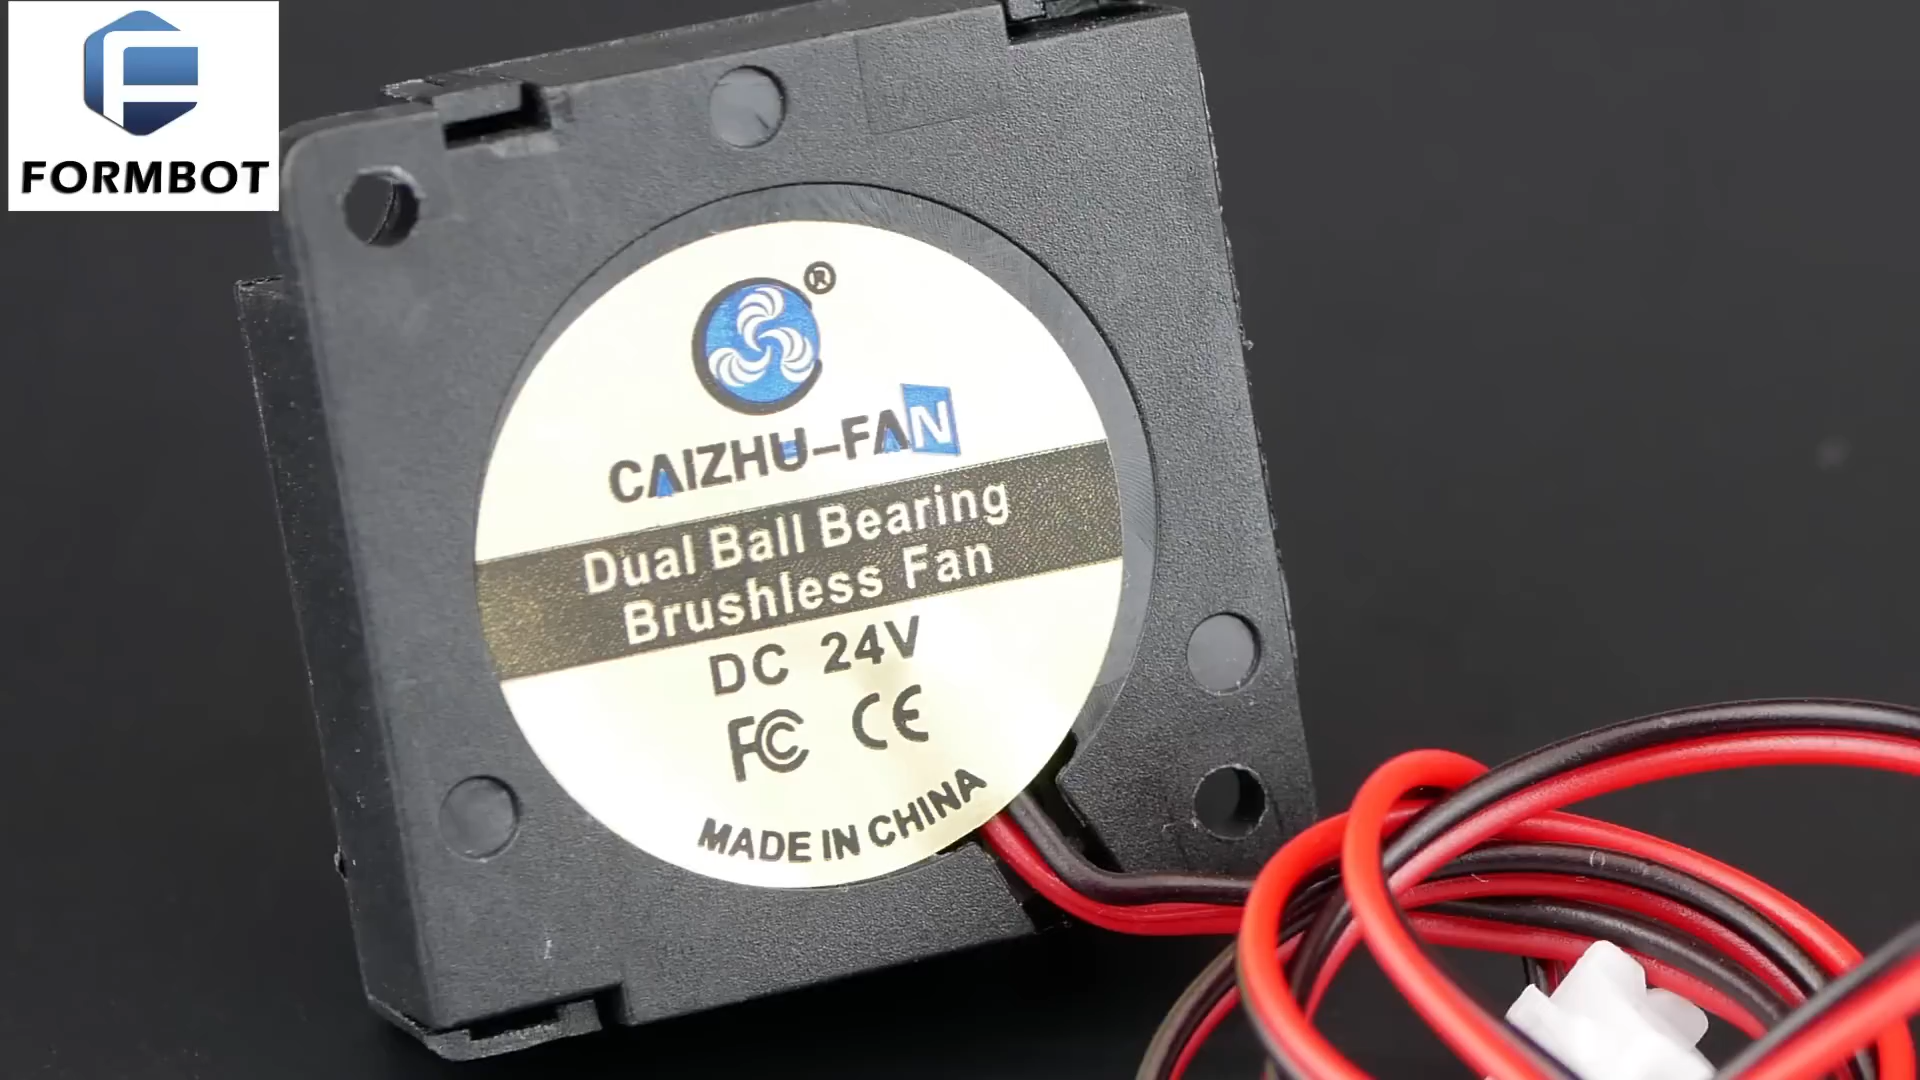 FORMBOT
®
CAIZHU-FAN
Dual Ball Bearing
Brushless Fan
DC 24V
FC CE
MADE IN CHINA